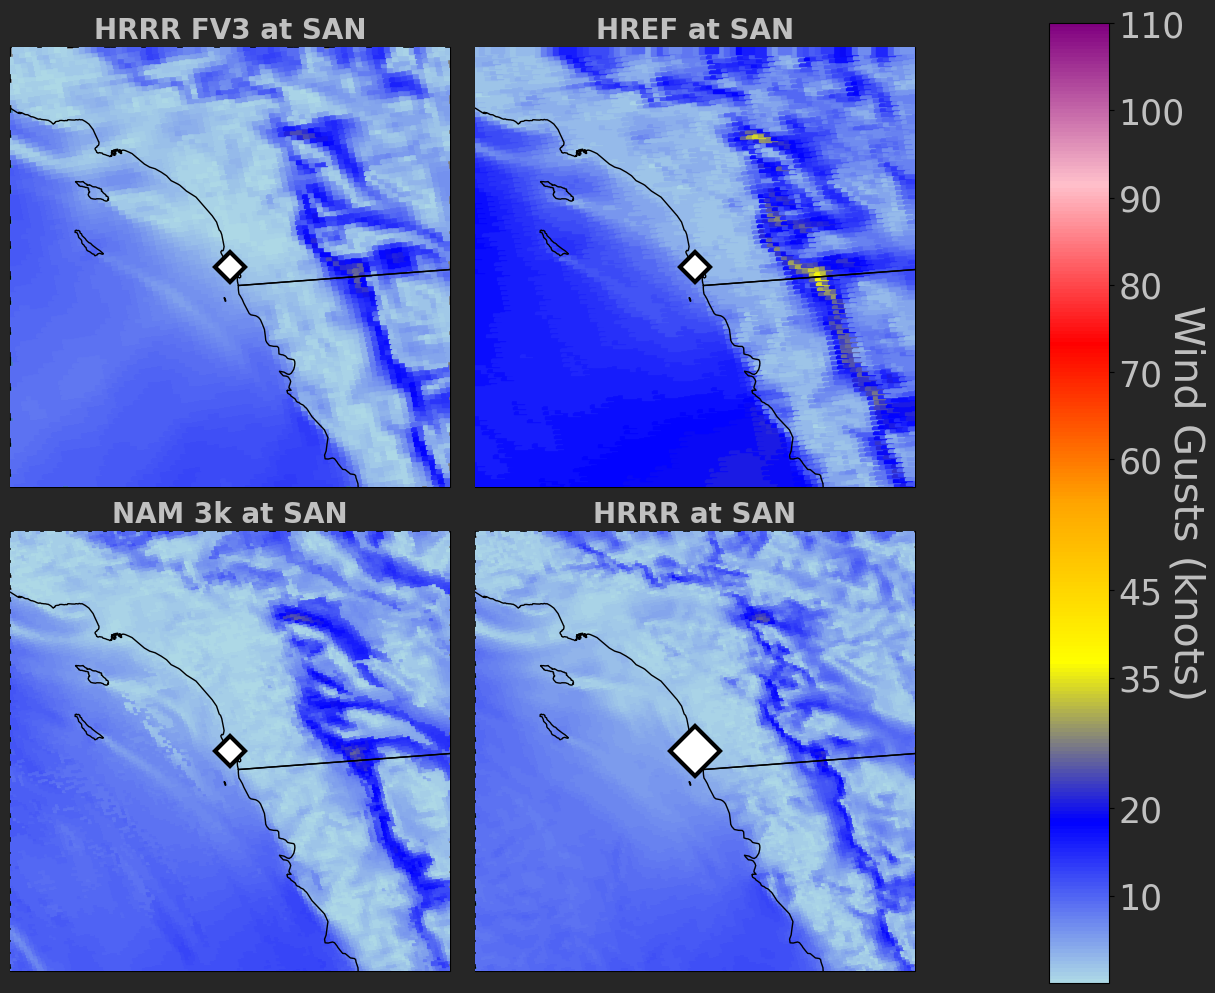 HRRR FV3 at SAN
HREF at SAN
NAM 3k at SAN
HRRR at SAN
110
100
90
80
70
60
45
35
20
10
Wind Gusts (knots)